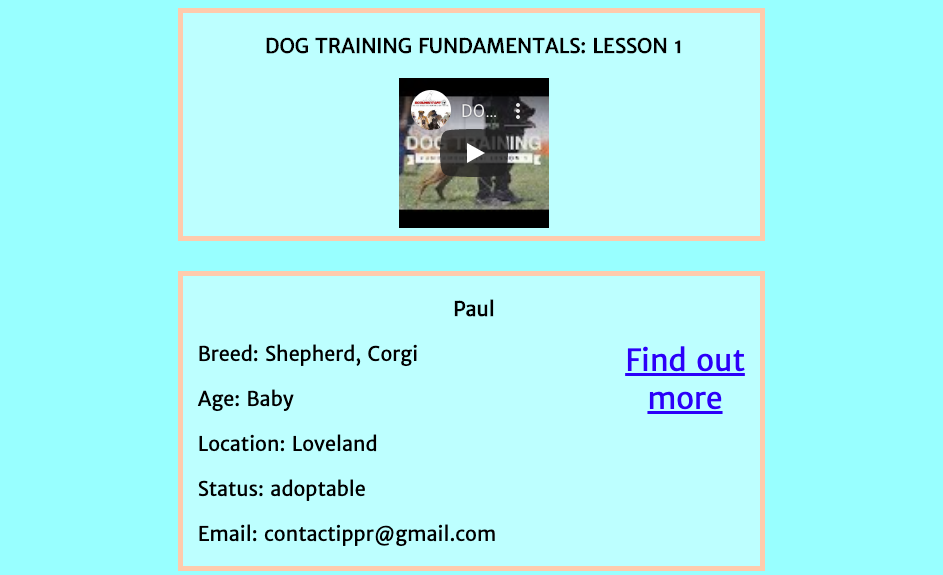 DOG TRAINING FUNDAMENTALS: LESSON 1
DO...
DOG TRAINING
Paul
Breed: Shepherd, Corgi
Find out
more
Age: Baby
Location: Loveland
Status: adoptable
Email: contactippr@gmail.com